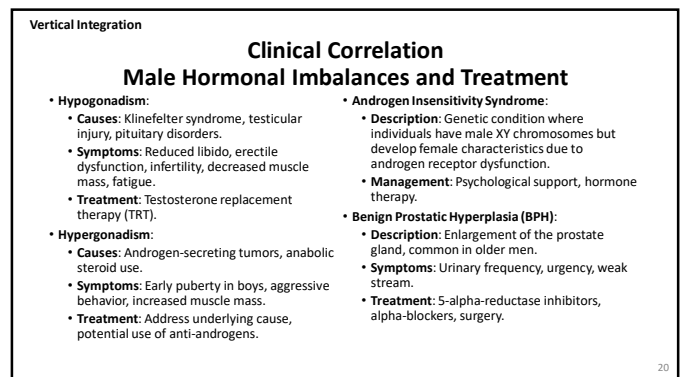 Vertical Integration
Clinical Correlation
Male Hormonal Imbalances and Treatment
• Hypogonadism:
• Causes: Klinefelter syndrome, testicular
injury, pituitary disorders.
• Symptoms: Reduced libido, erectile
dysfunction, infertility, decreased muscle
mass, fatigue.
• Treatment: Testosterone replacement
therapy (TRT).
• Hypergonadism:
• Causes: Androgen-secreting tumors, anabolic
steroid use.
• Symptoms: Early puberty in boys, aggressive
behavior, increased muscle mass.
• Treatment: Address underlying cause,
potential use of anti-androgens.
• Androgen Insensitivity Syndrome:
• Description: Genetic condition where
individuals have male XY chromosomes but
develop female characteristics due to
androgen receptor dysfunction.
• Management: Psychological support, hormone
therapy.
• Benign Prostatic Hyperplasia (BPH):
• Description: Enlargement of the prostate
gland, common in older men.
• Symptoms: Urinary frequency, urgency, weak
stream.
• Treatment: 5-alpha-reductase inhibitors,
alpha-blockers, surgery.
20